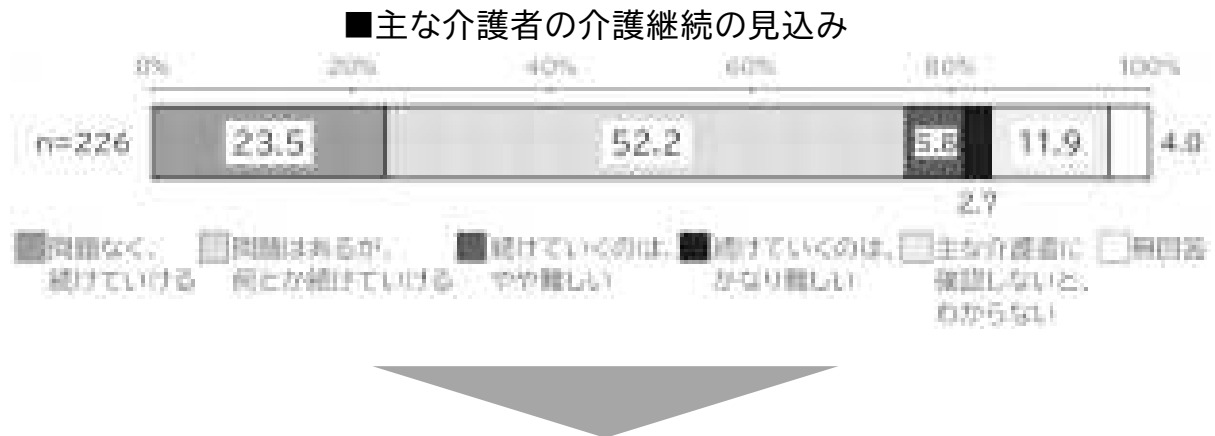 ■主な介護者の介護継続の見込み
0% 20% 40% 60% 80% 100%
n=226 23.5 52.2 5.8 11.9 4.0
2.7
問題なく、 問題はあるが、 続けていくのは、 続けていくのは、 主な介護者に 無回答
続けていける 何とか続けていける やや難しい かなり難しい 確認しないと、
わからない